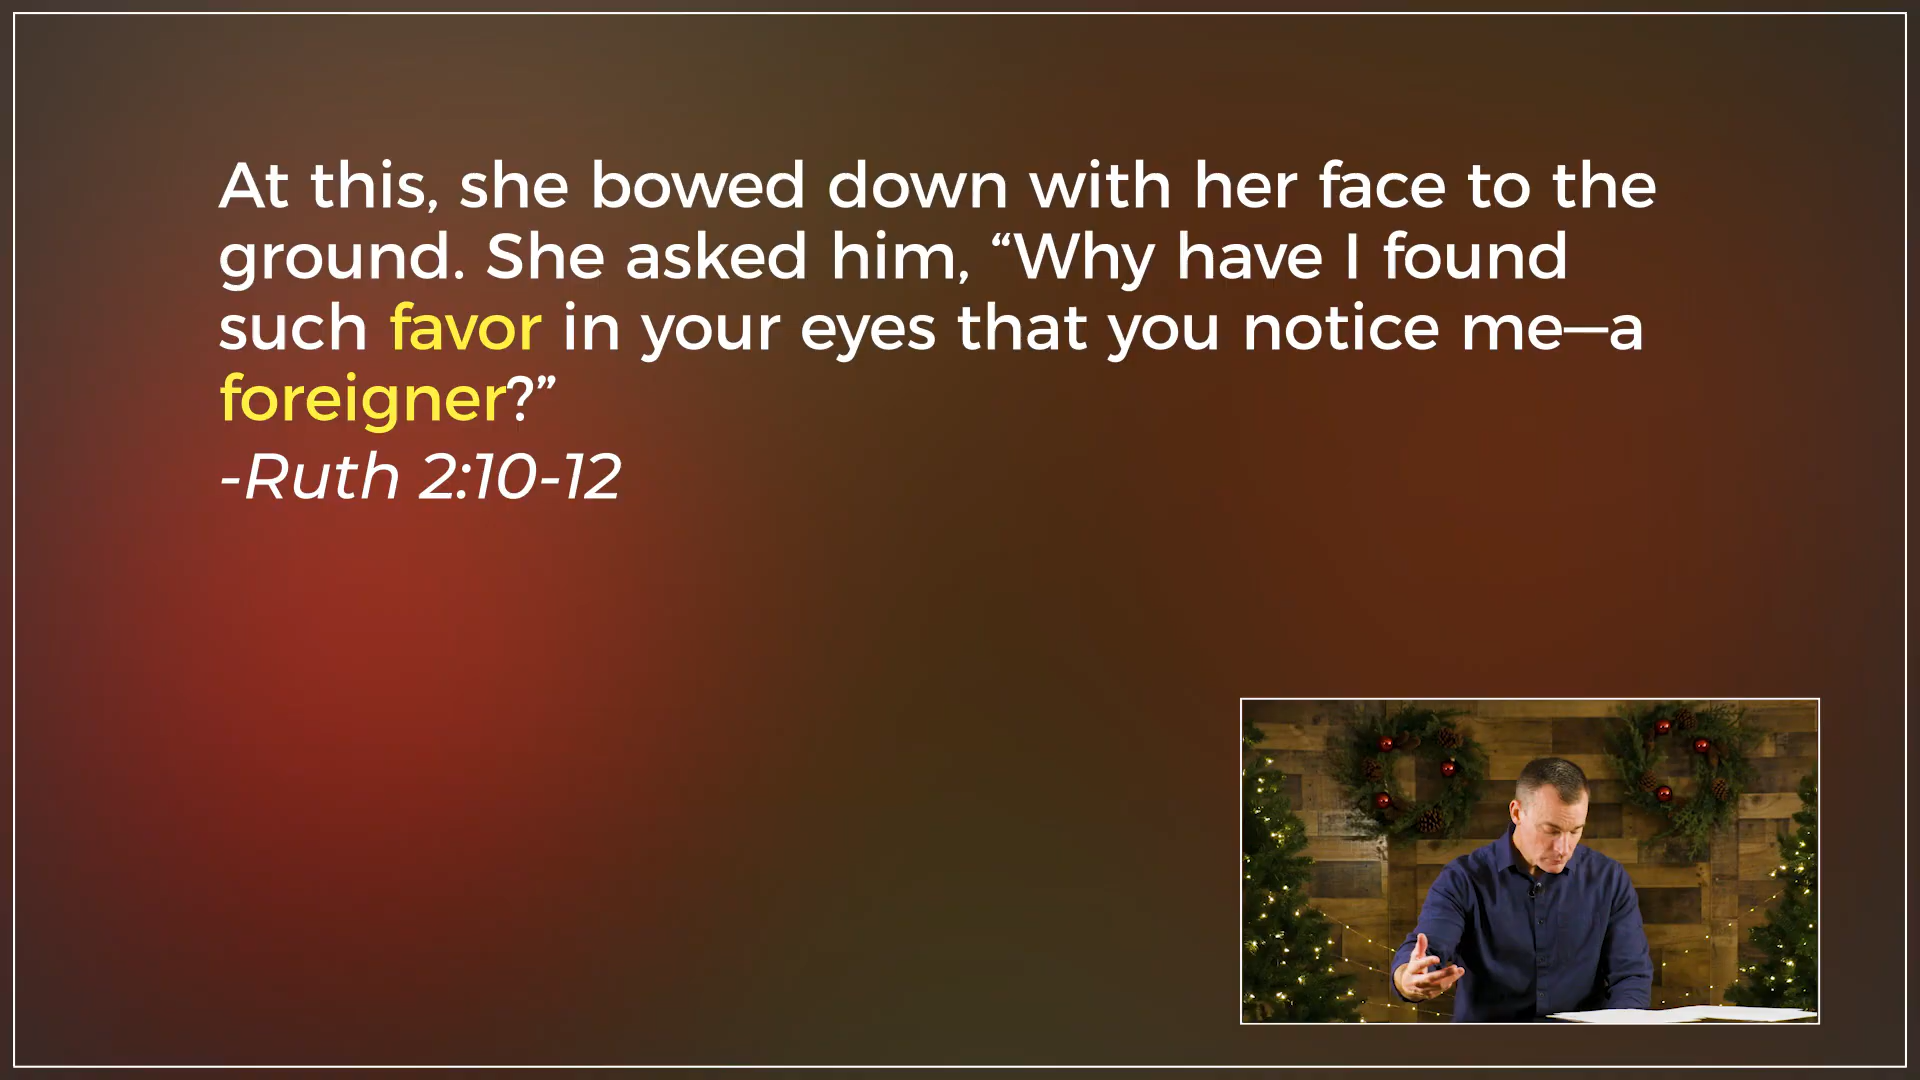 At this, she bowed down with her face to the
ground. She asked him, “Why have I found
such favor in your eyes that you notice me—a
foreigner?”
-Ruth 2:10-12